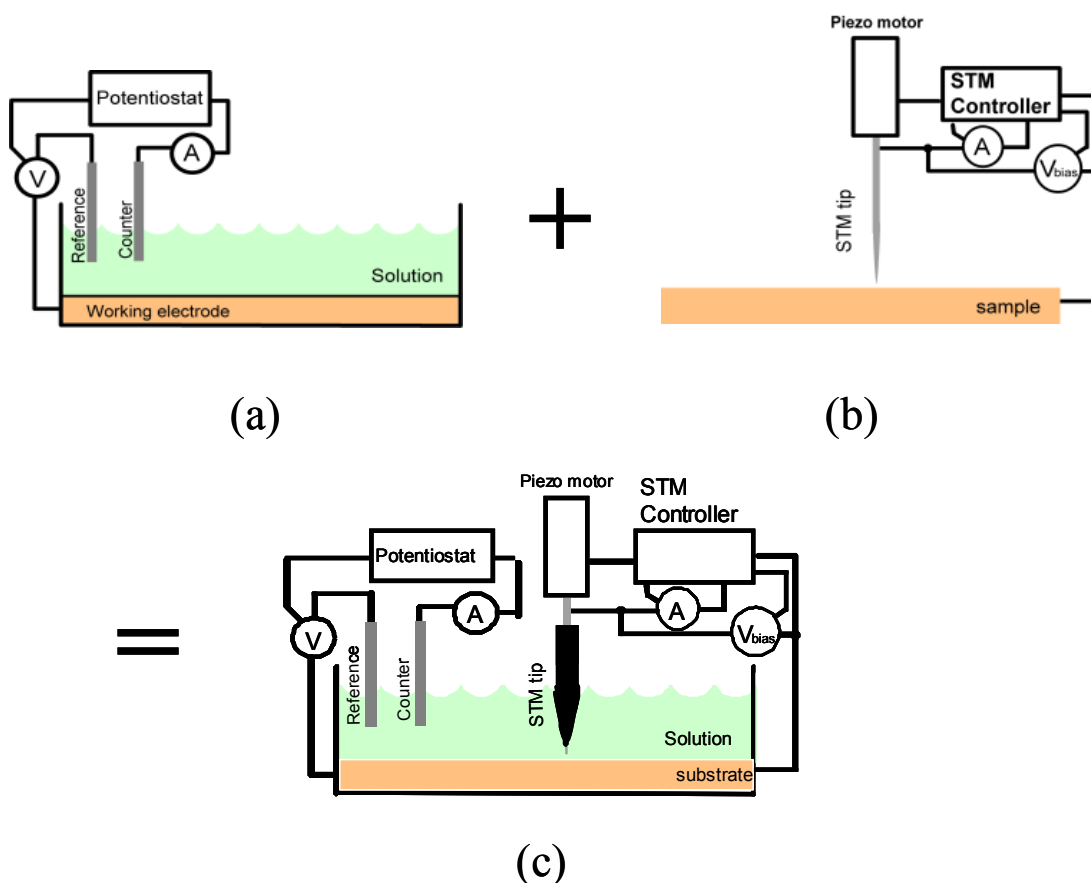 Potentiostat
A
V
Reference
Counter
Solution
Working electrode
(a)
+
Piezo motor
STM
Controller
A
Vbias
STM tip
sample
(b)
=
Piezo motor
STM
Controller
Potentiostat
A
A
V
Vbias
Reference
Counter
STM tip
Solution
substrate
(c)